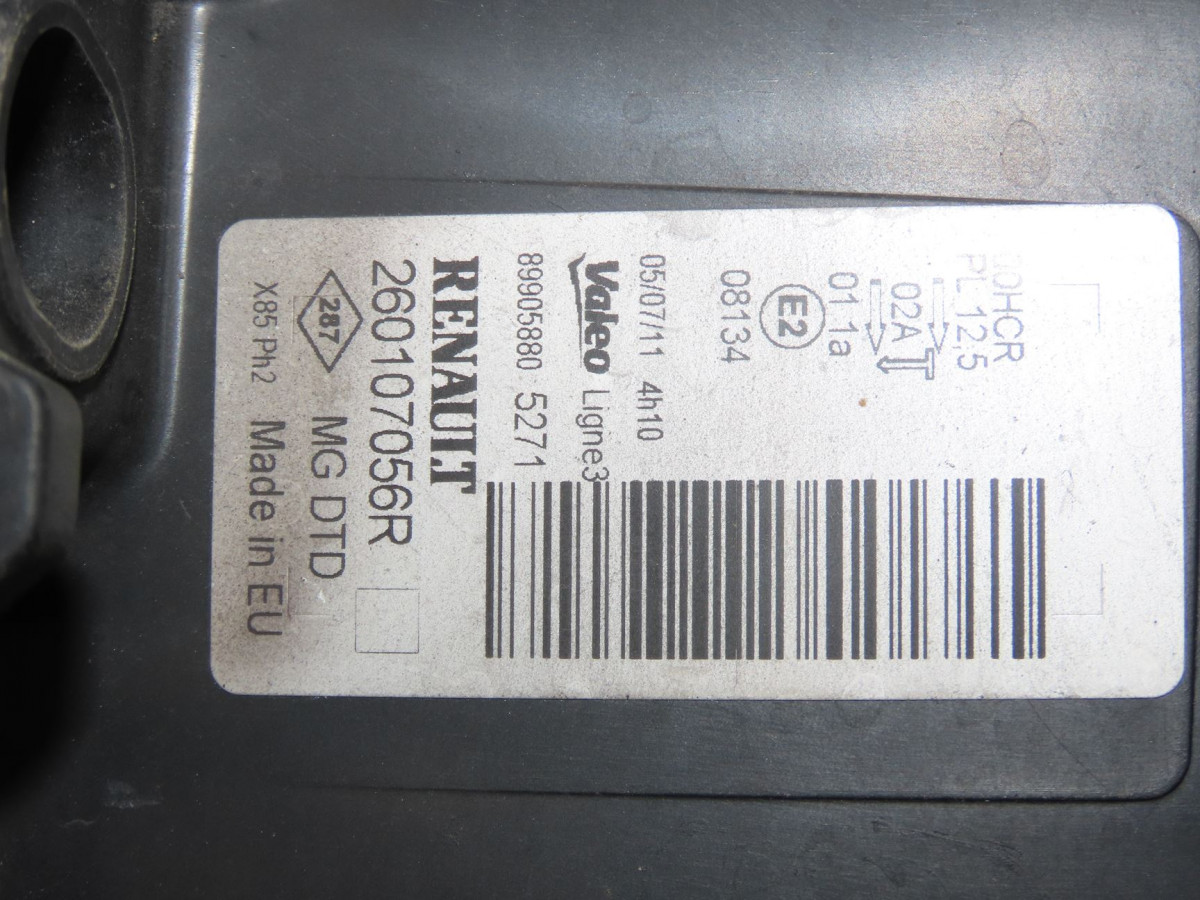 00HCR
PL 12.5
02A
01 1a
E2
08134
05/07/11 4h10
Valeo Ligne3
89905880 5271
RENAULT
260107056R
287 MG DTD
X85 Ph2 Made in EU